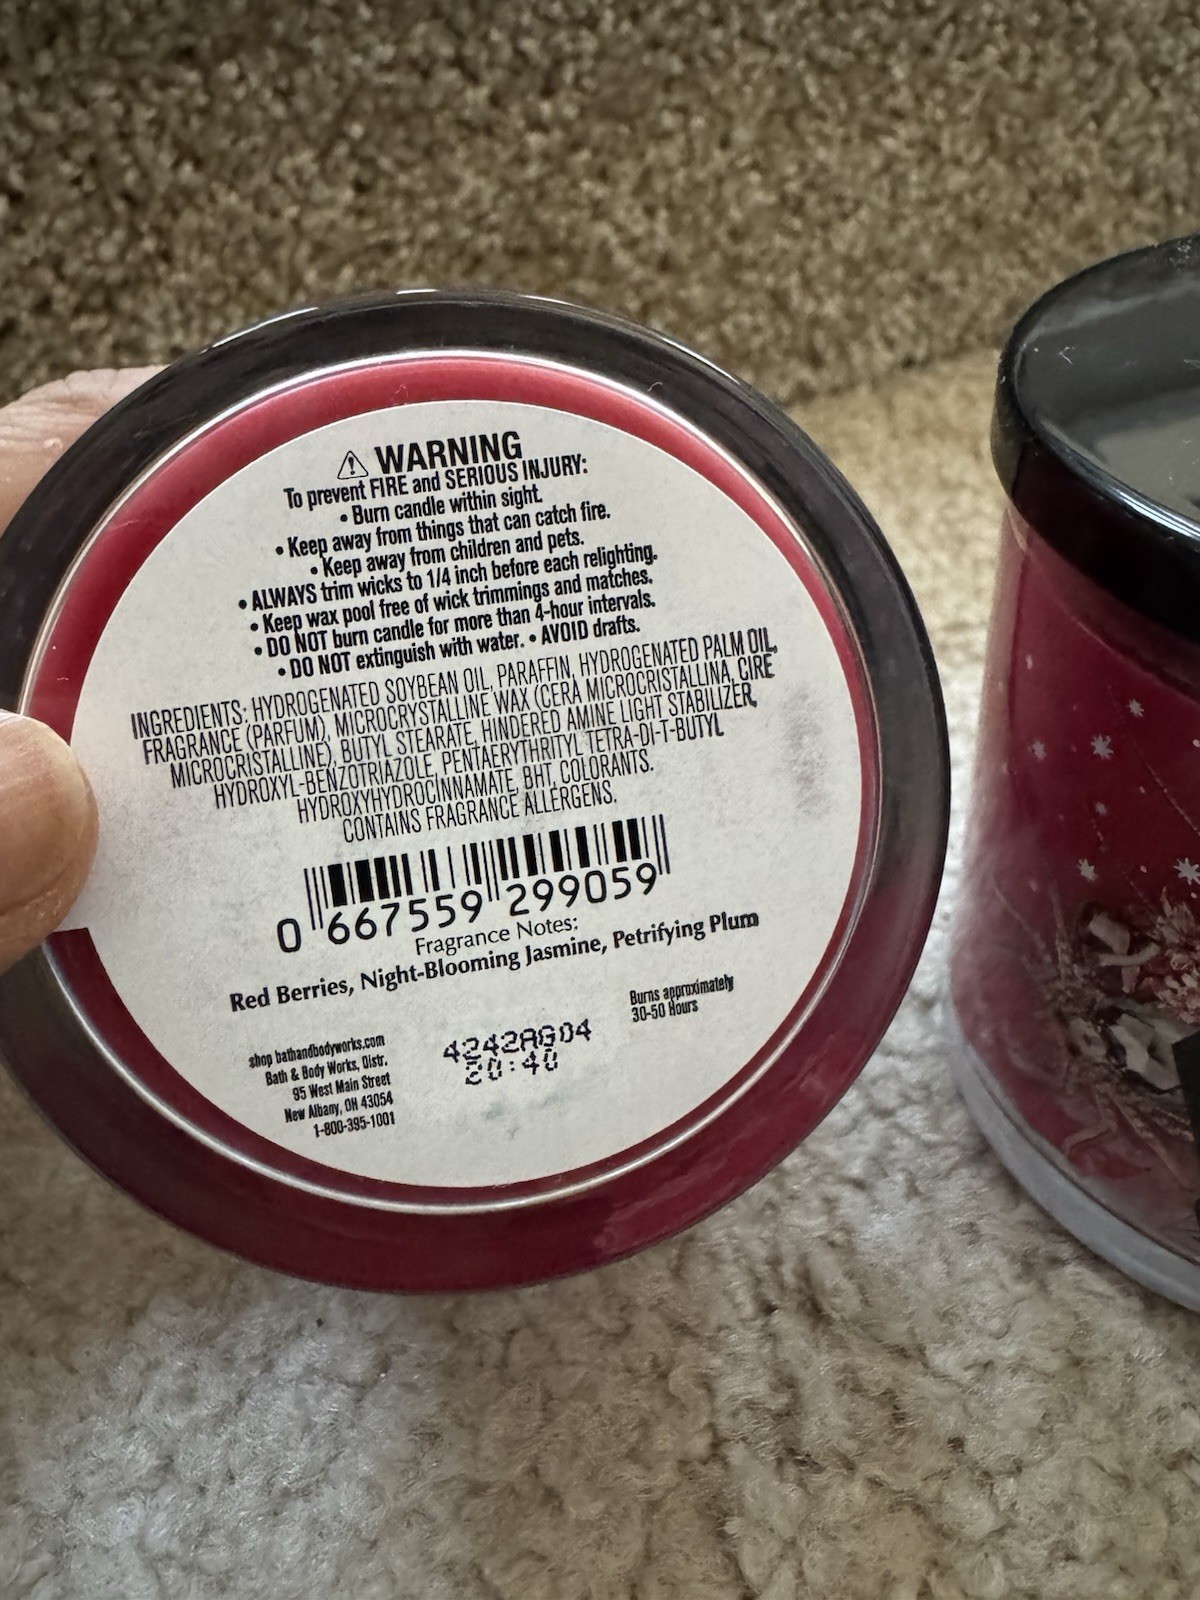 ⚠ WARNING
To prevent FIRE and SERIOUS INJURY:
• Burn candle within sight.
• Keep away from things that can catch fire.
• Keep away from children and pets.
• ALWAYS trim wicks to 1/4 inch before each relighting.
• Keep wax pool free of wick trimmings and matches.
• DO NOT burn candle for more than 4-hour intervals.
• DO NOT extinguish with water. • AVOID drafts.
INGREDIENTS: HYDROGENATED SOYBEAN OIL, PARAFFIN, HYDROGENATED PALM OIL,
FRAGRANCE (PARFUM), MICROCRYSTALLINE WAX (CERA MICROCRISTALLINA, CIRE
MICROCRISTALLINE), BUTYL STEARATE, HINDERED AMINE LIGHT STABILIZER,
HYDROXYL-BENZOTRIAZOLE, PENTAERYTHRITYL TETRA-DI-T-BUTYL
HYDROXYHYDROCINNAMATE, BHT, COLORANTS.
CONTAINS FRAGRANCE ALLERGENS.
0 667559 299059
Fragrance Notes:
Red Berries, Night-Blooming Jasmine, Petrifying Plum
Burns approximately
30-50 Hours
4242AG04
20:40
shop bathandbodyworks.com
Bath & Body Works, Distr.
95 West Main Street
New Albany, OH 43054
1-800-395-1001